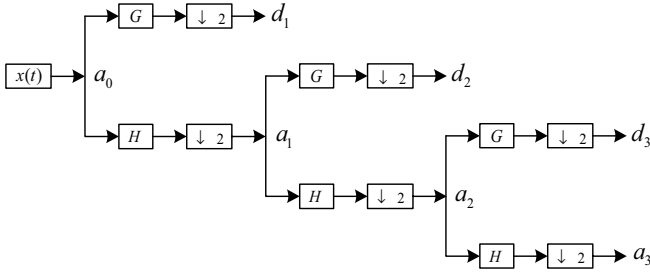 G ↓ 2 d₁
x(t) a₀ G ↓ 2 d₂
H ↓ 2 a₁ G ↓ 2 d₃
H ↓ 2 a₂
H ↓ 2 a₃